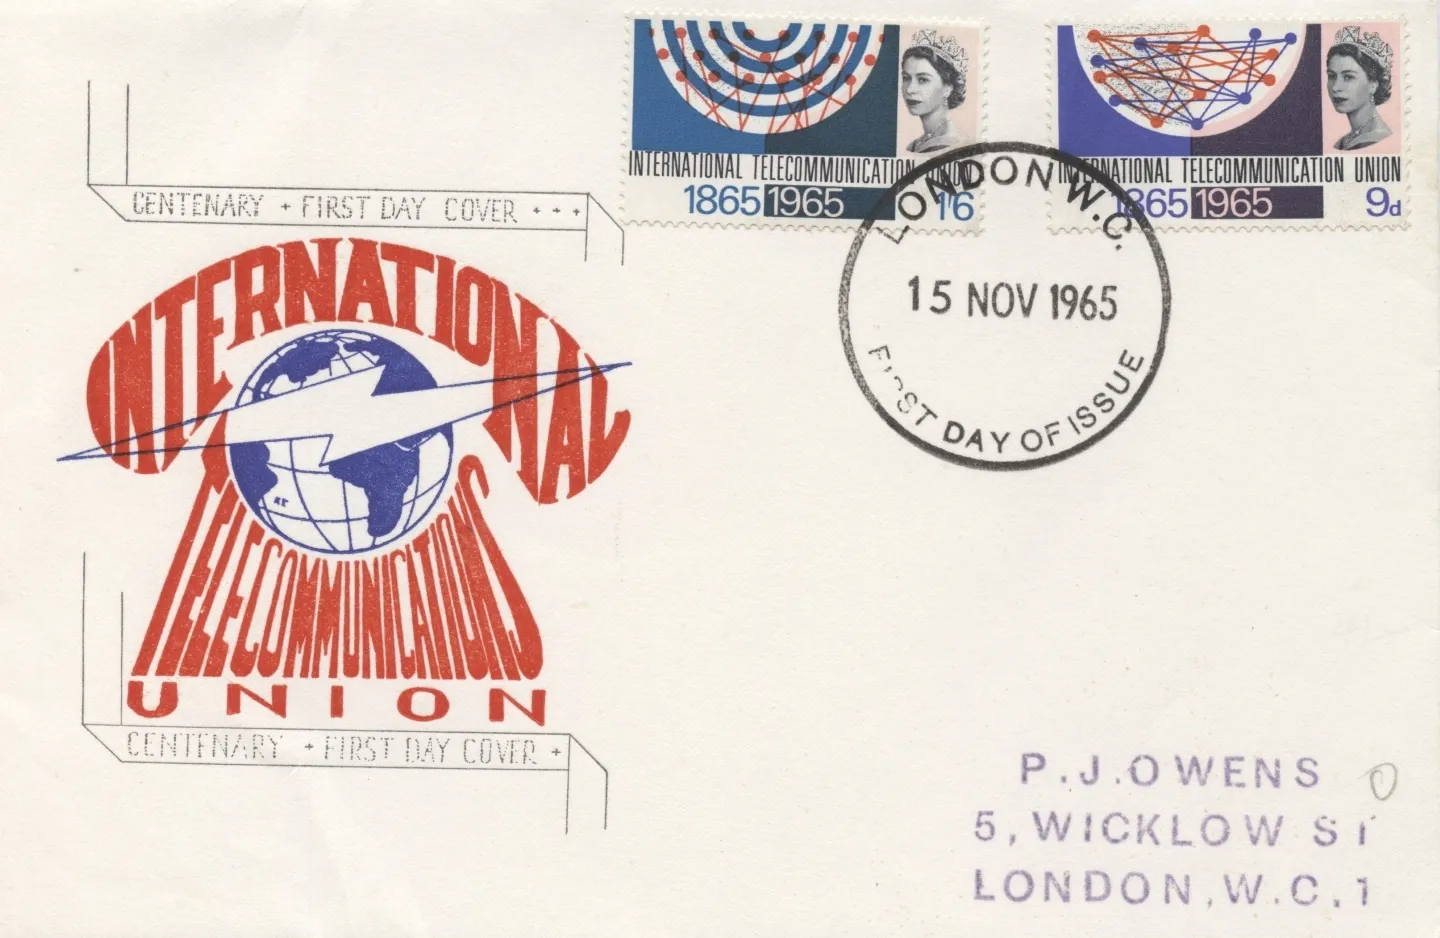 INTERNATIONAL TELECOMMUNICATION UNION
1865 1965 1'6
INTERNATIONAL TELECOMMUNICATION UNION
1865 1965 9d
LONDON W.C.
15 NOV 1965
FIRST DAY OF ISSUE
CENTENARY + FIRST DAY COVER + + +
INTERNATIONAL
TELECOMMUNICATIONS
UNION
CENTENARY + FIRST DAY COVER +
P.J.OWENS
5, WICKLOW ST
LONDON, W.C.1